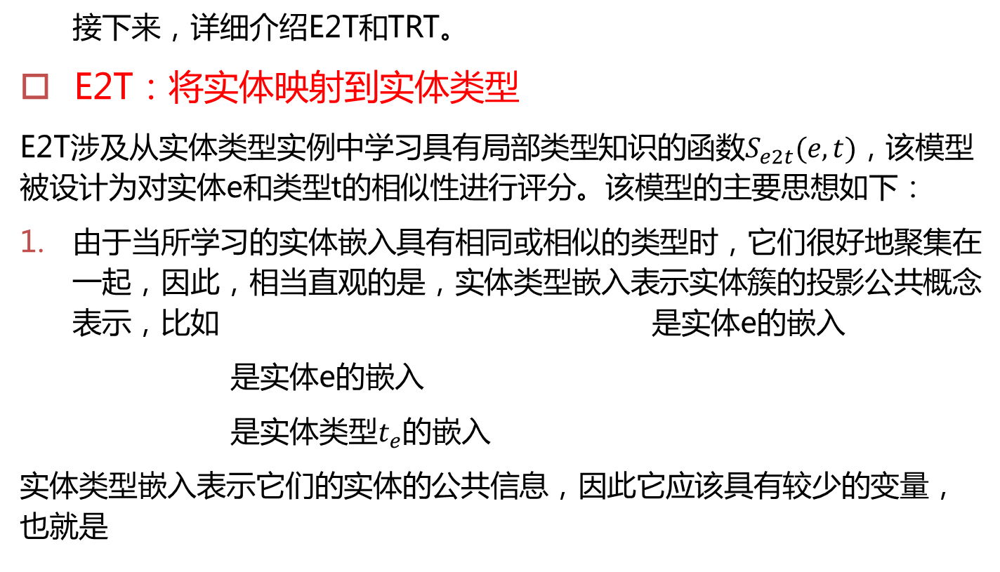 接下来，详细介绍E2T和TRT。
□ E2T：将实体映射到实体类型
E2T涉及从实体类型实例中学习具有局部类型知识的函数S_{e2t}(e,t)，该模型
被设计为对实体e和类型t的相似性进行评分。该模型的主要思想如下：
1. 由于当所学习的实体嵌入具有相同或相似的类型时，它们很好地聚集在
一起，因此，相当直观的是，实体类型嵌入表示实体簇的投影公共概念
表示，比如 是实体e的嵌入
是实体e的嵌入
是实体类型t_e的嵌入
实体类型嵌入表示它们的实体的公共信息，因此它应该具有较少的变量，
也就是